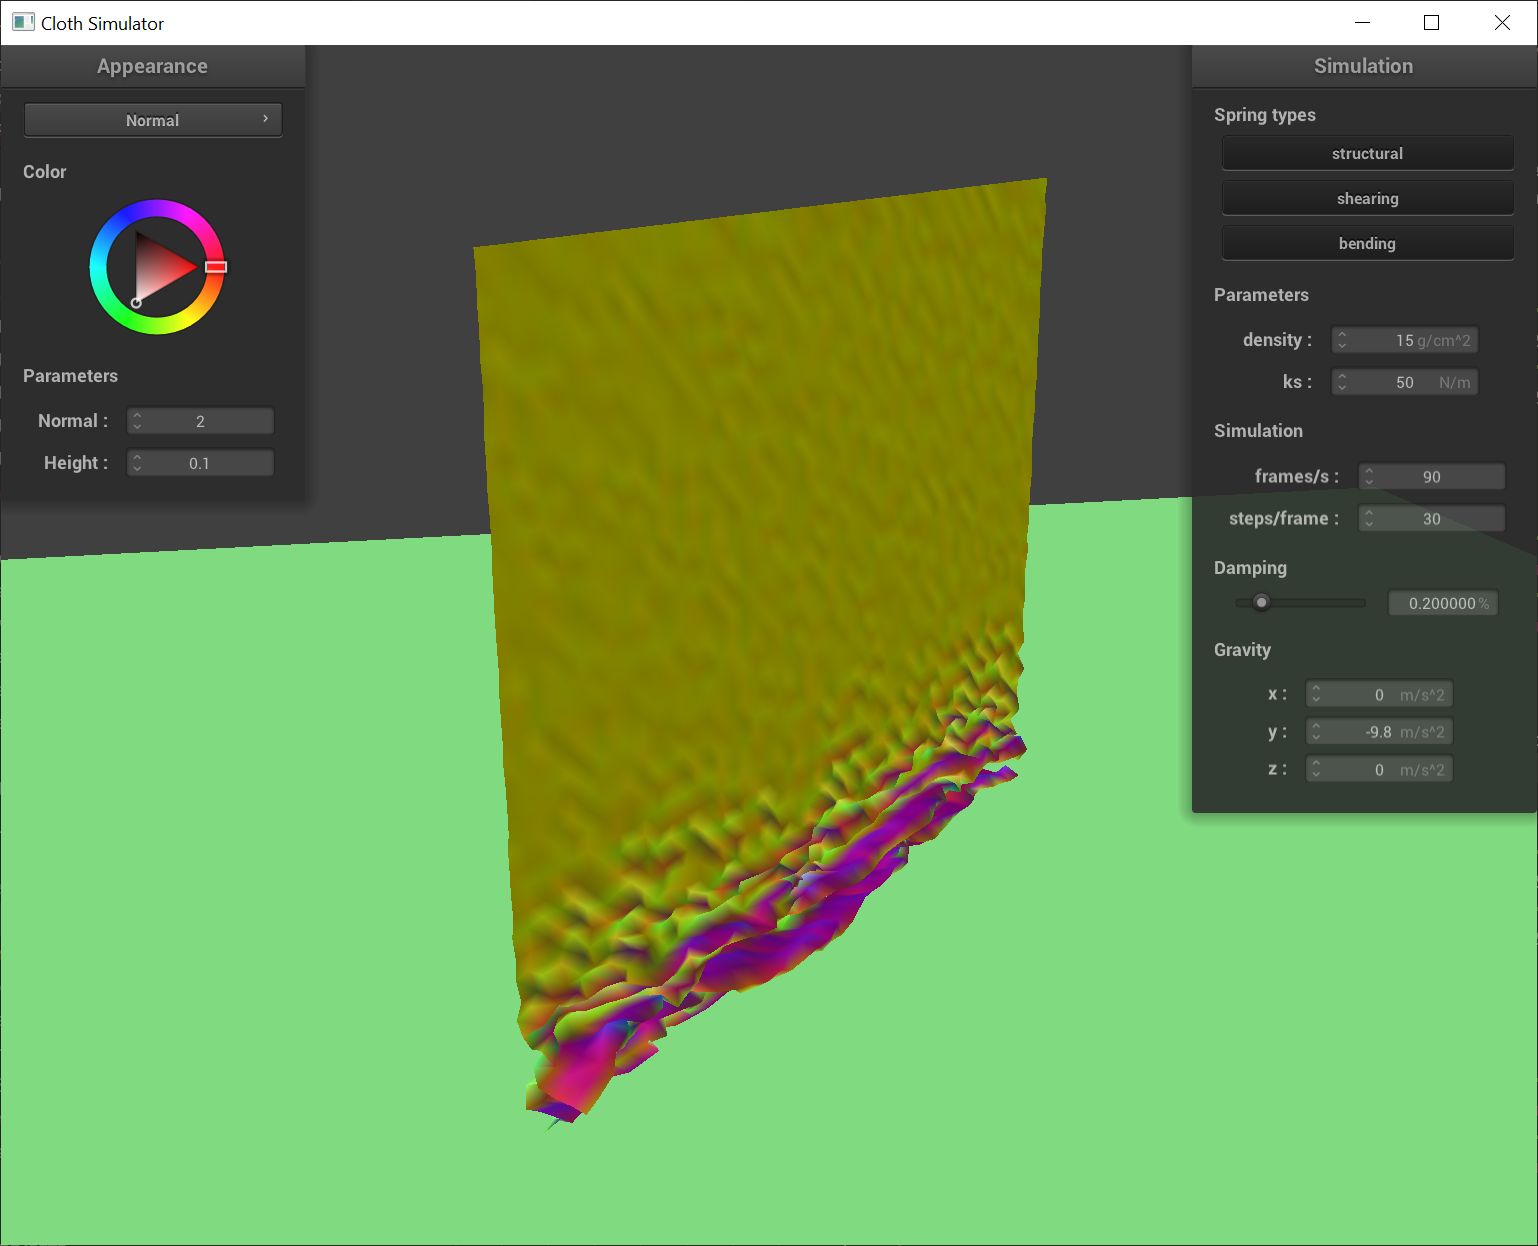 Cloth Simulator
Appearance
Normal
Color
Parameters
Normal : 2
Height : 0.1
Simulation
Spring types
structural
shearing
bending
Parameters
density : 15 g/cm^2
ks : 50 N/m
Simulation
frames/s : 90
steps/frame : 30
Damping
0.200000 %
Gravity
x : 0 m/s^2
y : -9.8 m/s^2
z : 0 m/s^2